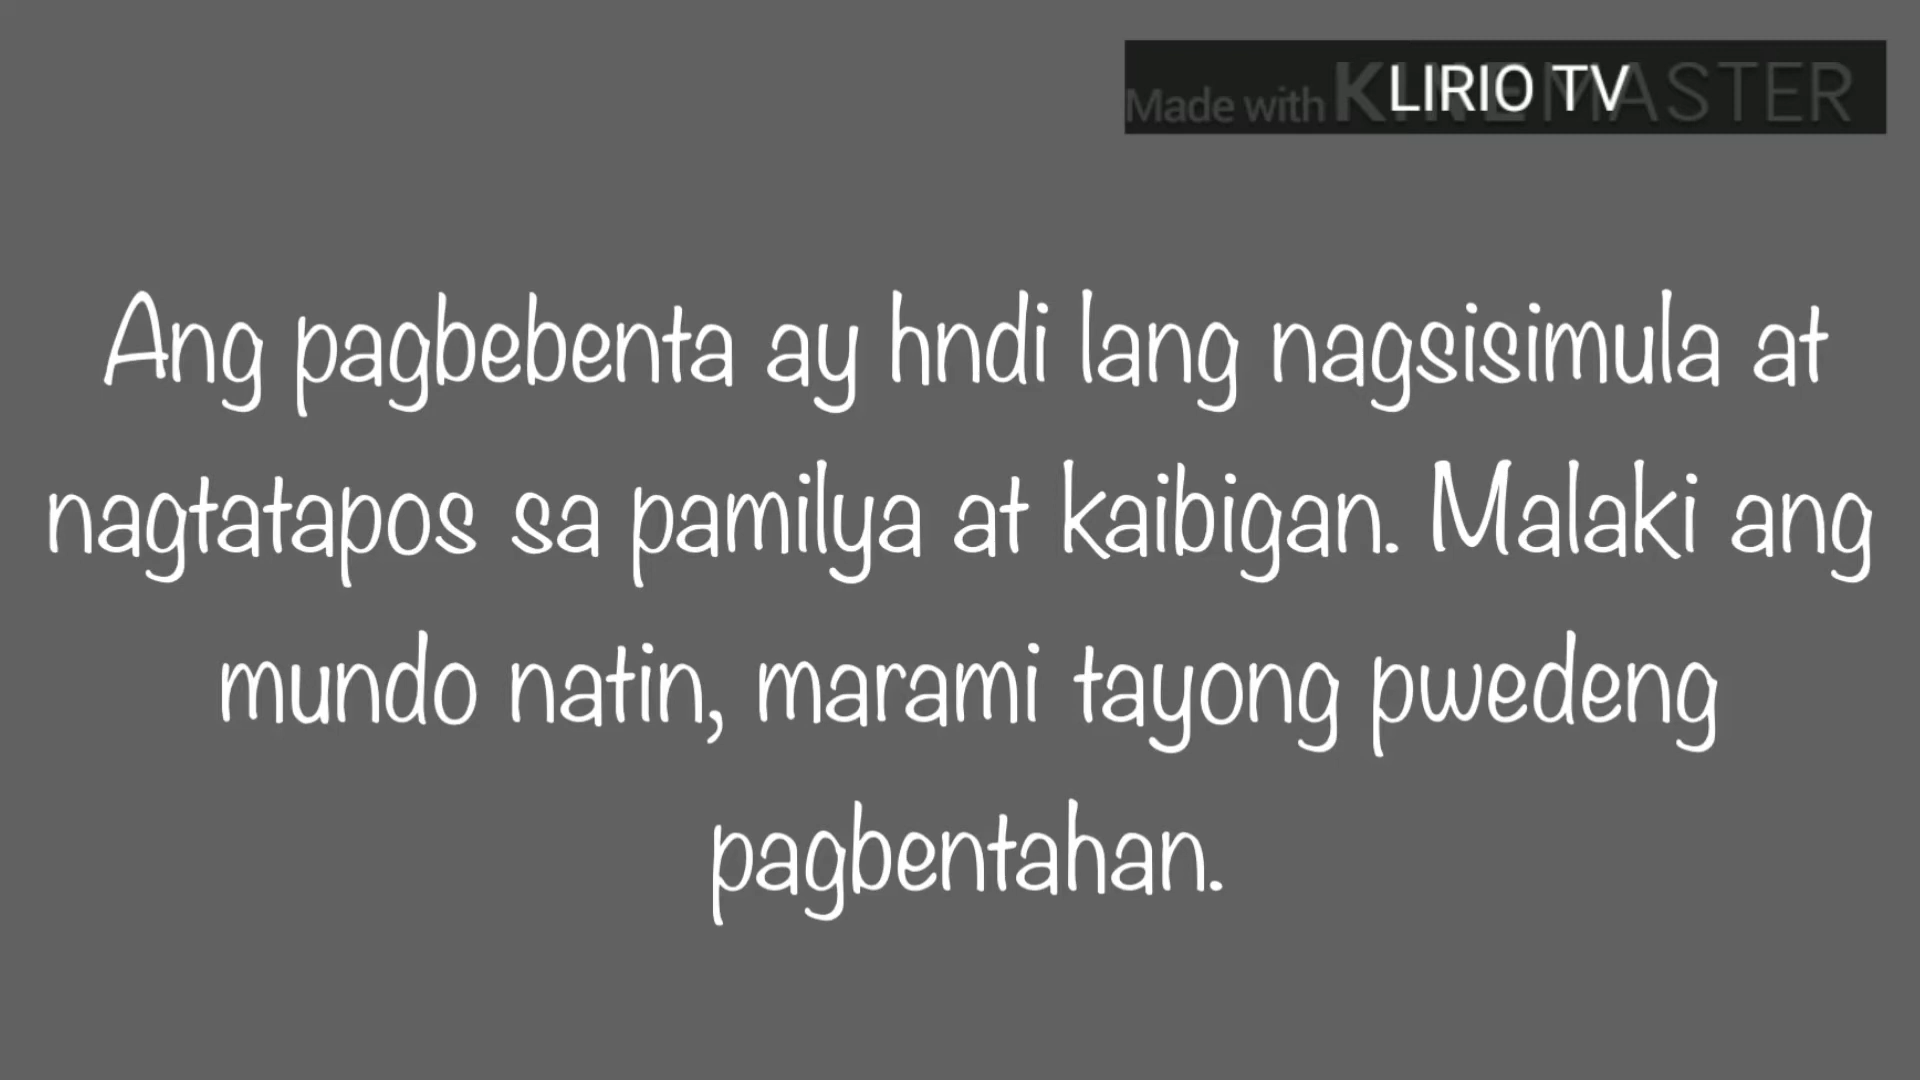 Made with KINEMASTER
LIRIO TV
Ang pagbebenta ay hndi lang nagsisimula at
nagtatapos sa pamilya at kaibigan. Malaki ang
mundo natin, marami tayong pwedeng
pagbentahan.